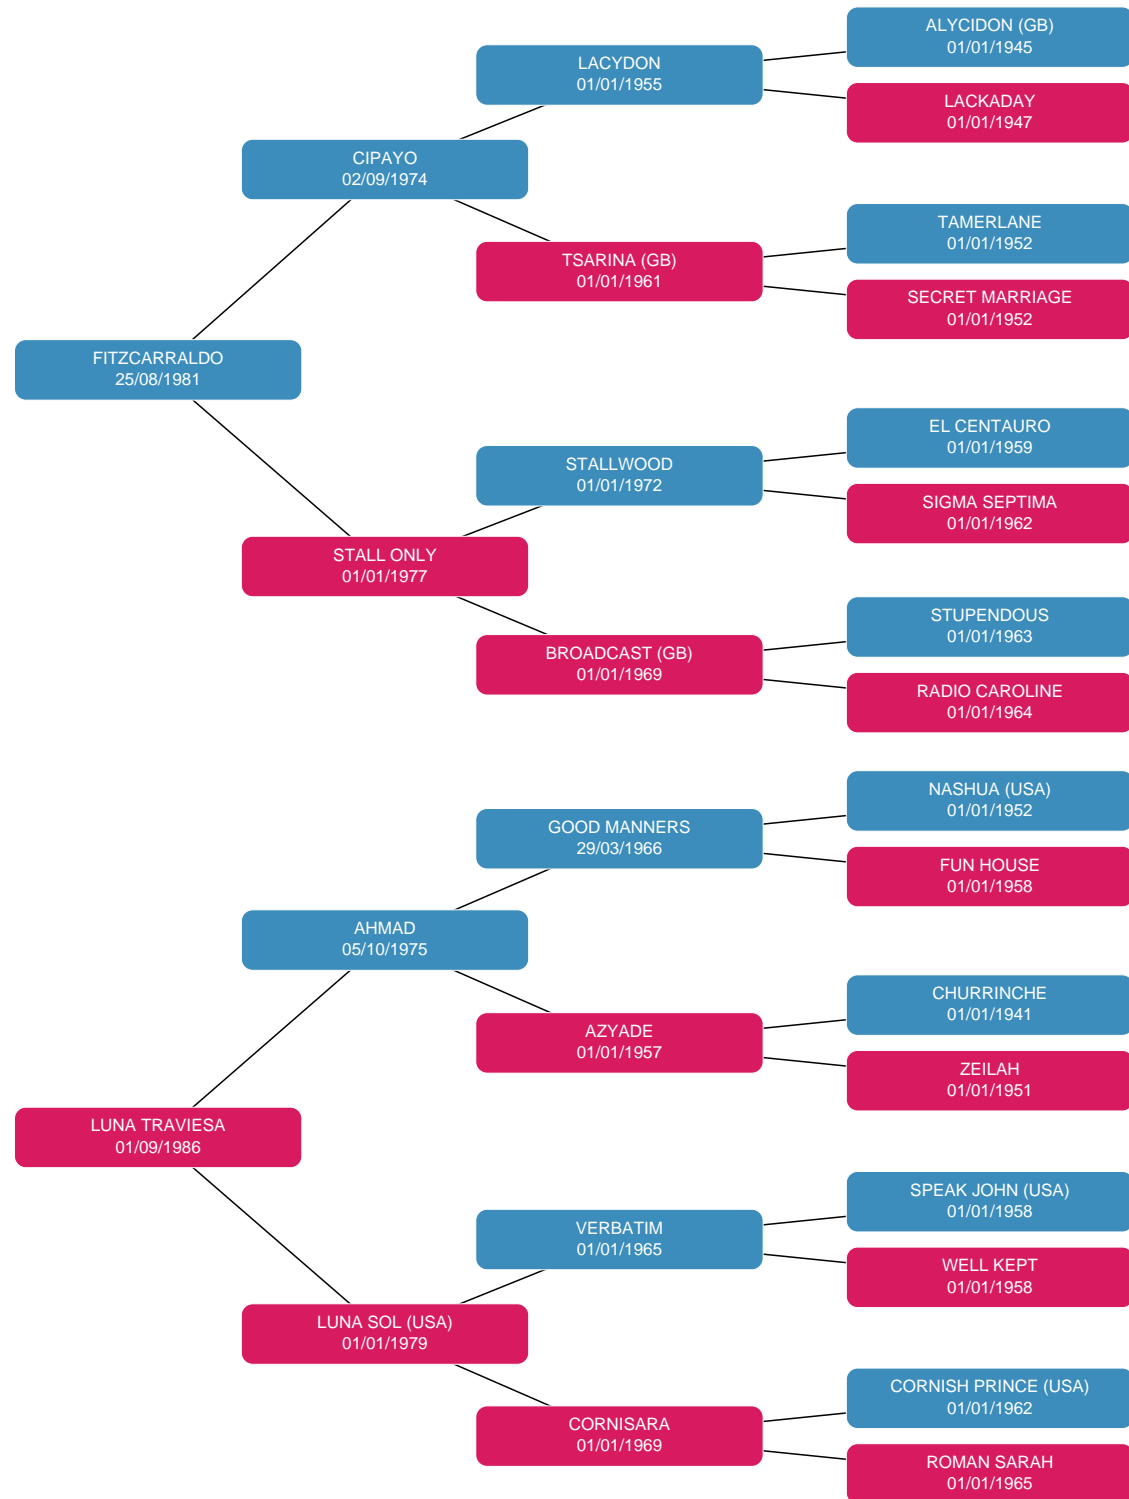 ALYCIDON (GB)
01/01/1945
LACYDON
01/01/1955
LACKADAY
01/01/1947
CIPAYO
02/09/1974
TAMERLANE
01/01/1952
TSARINA (GB)
01/01/1961
SECRET MARRIAGE
01/01/1952
FITZCARRALDO
25/08/1981
EL CENTAURO
01/01/1959
STALLWOOD
01/01/1972
SIGMA SEPTIMA
01/01/1962
STALL ONLY
01/01/1977
STUPENDOUS
01/01/1963
BROADCAST (GB)
01/01/1969
RADIO CAROLINE
01/01/1964
NASHUA (USA)
01/01/1952
GOOD MANNERS
29/03/1966
FUN HOUSE
01/01/1958
AHMAD
05/10/1975
CHURRINCHE
01/01/1941
AZYADE
01/01/1957
ZEILAH
01/01/1951
LUNA TRAVIESA
01/09/1986
SPEAK JOHN (USA)
01/01/1958
VERBATIM
01/01/1965
WELL KEPT
01/01/1958
LUNA SOL (USA)
01/01/1979
CORNISH PRINCE (USA)
01/01/1962
CORNISARA
01/01/1969
ROMAN SARAH
01/01/1965